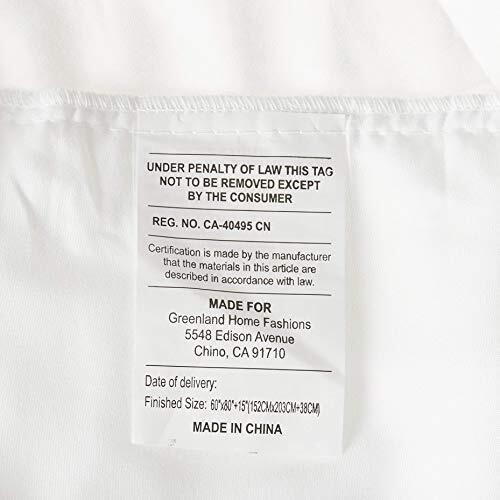 UNDER PENALTY OF LAW THIS TAG
NOT TO BE REMOVED EXCEPT
BY THE CONSUMER
REG. NO. CA-40495 CN
Certification is made by the manufacturer
that the materials in this article are
described in accordance with law.
MADE FOR
Greenland Home Fashions
5548 Edison Avenue
Chino, CA 91710
Date of delivery:
Finished Size: 60"x80"+15"(152CMx203CM+38CM)
MADE IN CHINA